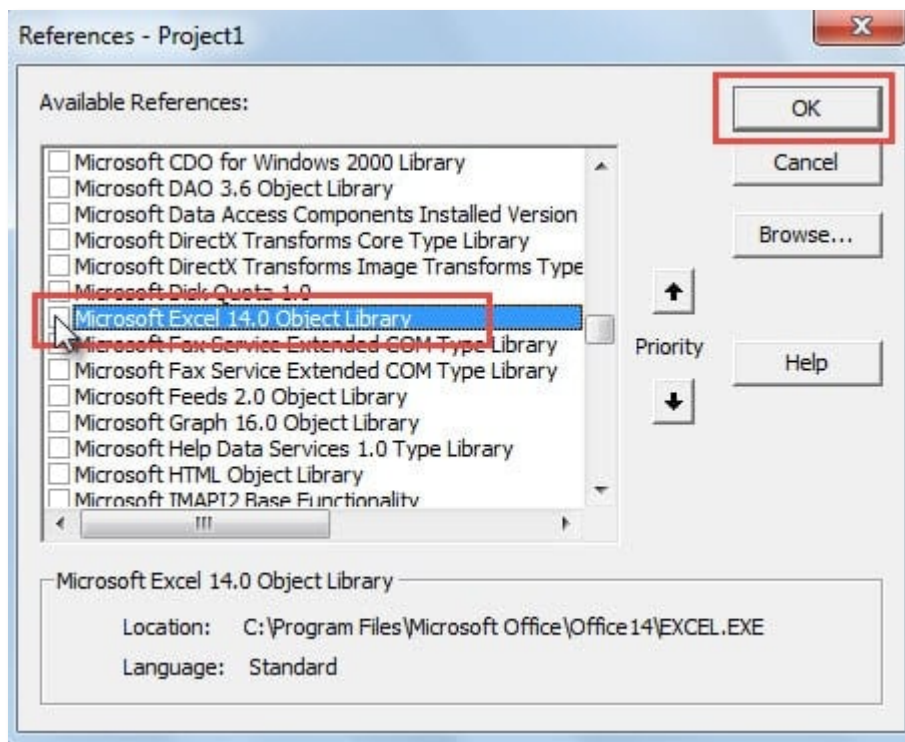 References - Project1
Available References:
OK
Microsoft CDO for Windows 2000 Library
Cancel
Microsoft DAO 3.6 Object Library
Microsoft Data Access Components Installed Version
Browse...
Microsoft DirectX Transforms Core Type Library
Microsoft DirectX Transforms Image Transforms Type
Microsoft Disk Quota 1.0
Microsoft Excel 14.0 Object Library
Microsoft Fax Service Extended COM Type Library
Priority
Microsoft Fax Service Extended COM Type Library
Help
Microsoft Feeds 2.0 Object Library
Microsoft Graph 16.0 Object Library
Microsoft Help Data Services 1.0 Type Library
Microsoft HTML Object Library
Microsoft IMAPI2 Base Functionality
Microsoft Excel 14.0 Object Library
Location: C:\Program Files\Microsoft Office\Office14\EXCEL.EXE
Language: Standard